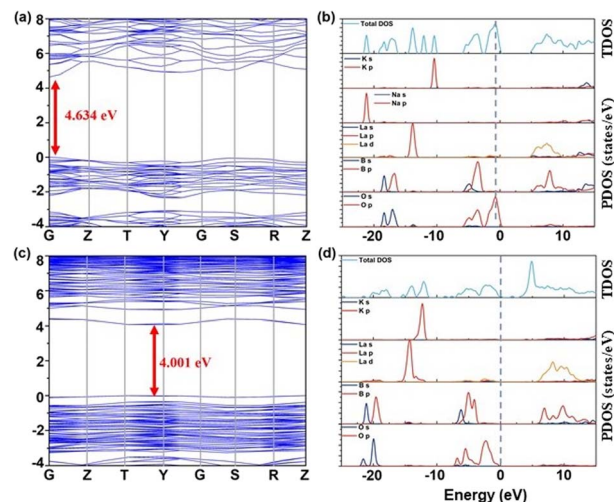 (a)
8
6
4
2
0
-2
-4
4.634 eV
G Z T Y G S R Z
(b)
Total DOS
K s
K p
Na s
Na p
La s
La p
La d
B s
B p
O s
O p
-20 -10 0 10
TDOS
PDOS (states/eV)
(c)
8
6
4
2
0
-2
-4
4.001 eV
G Z T Y G S R Z
(d)
Total DOS
K s
K p
La s
La p
La d
B s
B p
O s
O p
-20 -10 0 10
Energy (eV)
TDOS
PDOS (states/eV)